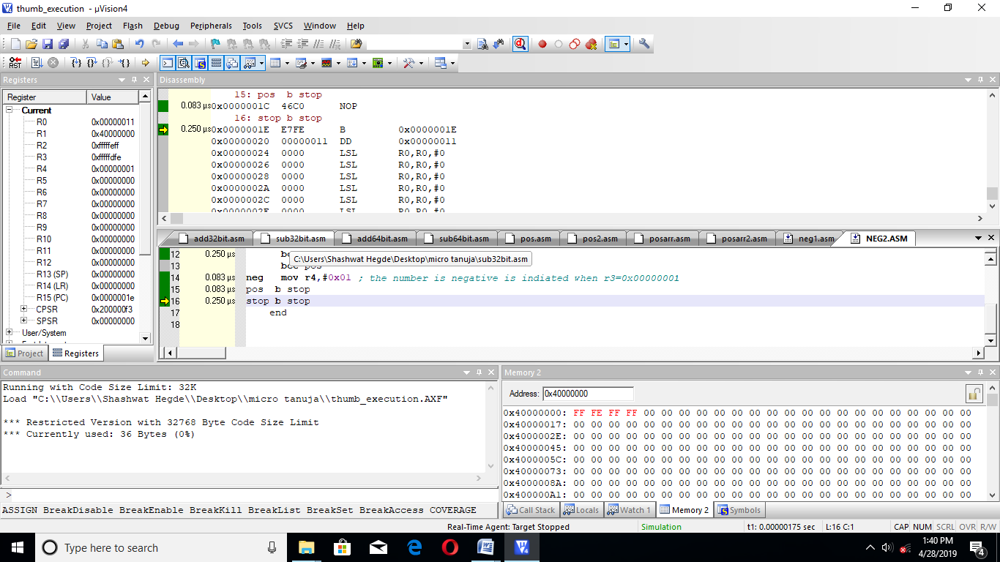 thumb_execution - µVision4
File Edit View Project Flash Debug Peripherals Tools SVCS Window Help
Registers
Register Value
Current
R0 0x00000011
R1 0x40000000
R2 0xfffffeff
R3 0xfffffdfe
R4 0x00000001
R5 0x00000000
R6 0x00000000
R7 0x00000000
R8 0x00000000
R9 0x00000000
R10 0x00000000
R11 0x00000000
R12 0x00000000
R13 (SP) 0x00000000
R14 (LR) 0x00000000
R15 (PC) 0x0000001e
CPSR 0x200000f3
SPSR 0x00000000
User/System
Project Registers
Disassembly
15: pos b stop
0.083 µs 0x0000001C 46C0 NOP
16: stop b stop
0.250 µs 0x0000001E E7FE B 0x0000001E
0x00000020 00000011 DD 0x00000011
0x00000024 0000 LSL R0,R0,#0
0x00000026 0000 LSL R0,R0,#0
0x00000028 0000 LSL R0,R0,#0
0x0000002A 0000 LSL R0,R0,#0
0x0000002C 0000 LSL R0,R0,#0
0x0000002E 0000 LSL R0,R0,#0
add32bit.asm sub32bit.asm add64bit.asm sub64bit.asm pos.asm pos2.asm posarr.asm posarr2.asm neg1.asm NEG2.ASM
12 0.250 µs
C:\Users\Shashwat Hegde\Desktop\micro tanuja\sub32bit.asm
13 bcc pos
14 0.083 µs neg mov r4,#0x01 ; the number is negative is indiated when r3=0x00000001
15 0.083 µs pos b stop
16 0.250 µs stop b stop
17 end
18
Command
Running with Code Size Limit: 32K
Load "C:\\Users\\Shashwat Hegde\\Desktop\\micro tanuja\\thumb_execution.AXF"
*** Restricted Version with 32768 Byte Code Size Limit
*** Currently used: 36 Bytes (0%)
>
ASSIGN BreakDisable BreakEnable BreakKill BreakList BreakSet BreakAccess COVERAGE
Memory 2
Address: 0x40000000
0x40000000: FF FE FF FF 00 00 00 00 00 00 00 00 00 00 00 00 00 00 00 00 00 00 00
0x40000017: 00 00 00 00 00 00 00 00 00 00 00 00 00 00 00 00 00 00 00 00 00 00 00
0x4000002E: 00 00 00 00 00 00 00 00 00 00 00 00 00 00 00 00 00 00 00 00 00 00 00
0x40000045: 00 00 00 00 00 00 00 00 00 00 00 00 00 00 00 00 00 00 00 00 00 00 00
0x4000005C: 00 00 00 00 00 00 00 00 00 00 00 00 00 00 00 00 00 00 00 00 00 00 00
0x40000073: 00 00 00 00 00 00 00 00 00 00 00 00 00 00 00 00 00 00 00 00 00 00 00
0x4000008A: 00 00 00 00 00 00 00 00 00 00 00 00 00 00 00 00 00 00 00 00 00 00 00
0x400000A1: 00 00 00 00 00 00 00 00 00 00 00 00 00 00 00 00 00 00 00 00 00 00 00
Call Stack Locals Watch 1 Memory 2 Symbols
Real-Time Agent: Target Stopped Simulation t1: 0.00000175 sec L:16 C:1 CAP NUM SCRL OVR R/W
Type here to search
1:40 PM
4/28/2019
4